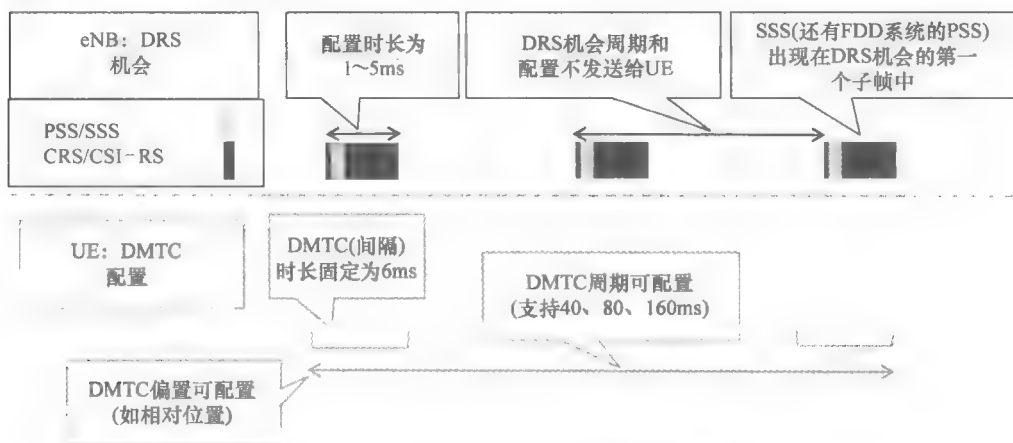 eNB：DRS
机会
配置时长为
1～5ms
DRS机会周期和
配置不发送给UE
SSS(还有FDD系统的PSS)
出现在DRS机会的第一
个子帧中
PSS/SSS
CRS/CSI-RS
UE：DMTC
配置
DMTC(间隔)
时长固定为6ms
DMTC周期可配置
(支持40、80、160ms)
DMTC偏置可配置
(如相对位置)